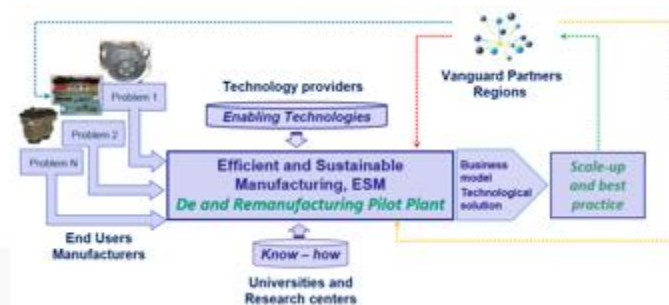 Problem 1
Problem 2
Problem N
End Users
Manufacturers
Technology providers
Enabling Technologies
Efficient and Sustainable
Manufacturing, ESM
De and Remanufacturing Pilot Plant
Know – how
Universities and
Research centers
Business
model
Technological
solution
Vanguard Partners
Regions
Scale-up
and best
practice